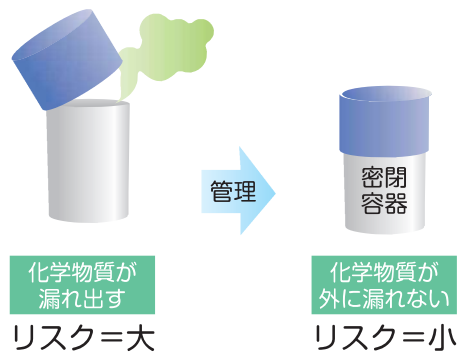 管理
密閉
容器
化学物質が
漏れ出す
リスク＝大
化学物質が
外に漏れない
リスク＝小